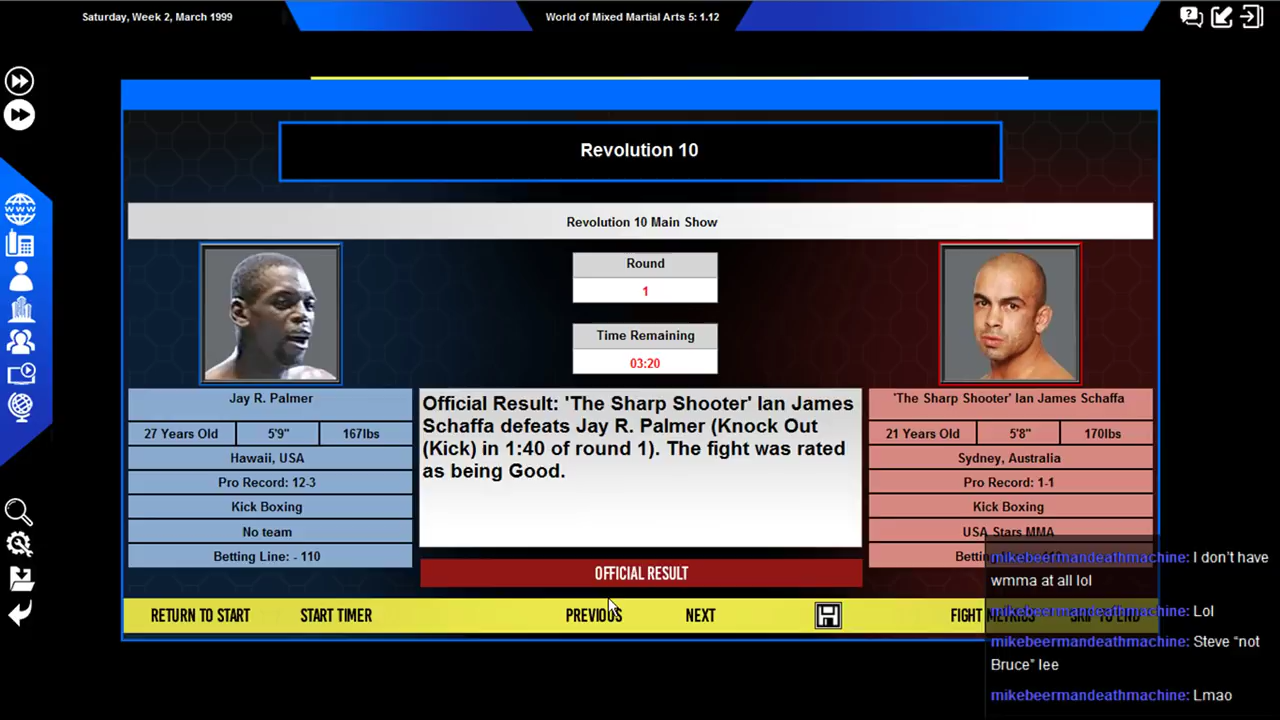 Saturday, Week 2, March 1999
World of Mixed Martial Arts 5: 1.12
Revolution 10
Revolution 10 Main Show
Round
1
Time Remaining
03:20
Jay R. Palmer
27 Years Old
5'9"
167lbs
Hawaii, USA
Pro Record: 12-3
Kick Boxing
No team
Betting Line: - 110
Official Result: 'The Sharp Shooter' Ian James
Schaffa defeats Jay R. Palmer (Knock Out
(Kick) in 1:40 of round 1). The fight was rated
as being Good.
OFFICIAL RESULT
'The Sharp Shooter' Ian James Schaffa
21 Years Old
5'8"
170lbs
Sydney, Australia
Pro Record: 1-1
Kick Boxing
USA Stars MMA
RETURN TO START
START TIMER
PREVIOUS
NEXT
FIGHT METRICS
SKIP TO END
mikebeermandeathmachine: I don't have
wmma at all lol
mikebeermandeathmachine: Lol
mikebeermandeathmachine: Steve “not
Bruce” lee
mikebeermandeathmachine: Lmao
WWW